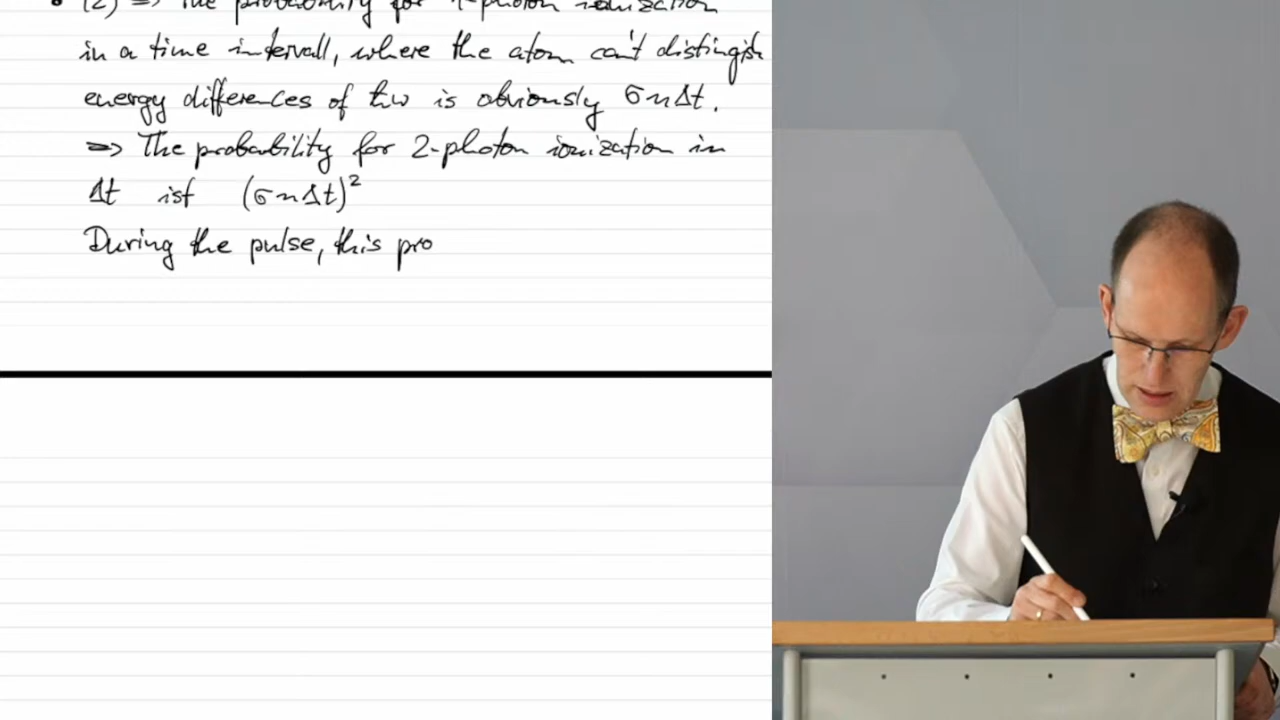 (2) => The probability for 1-photon ionization
in a time intervall, where the atom can't distingish
energy differences of ħω is obviously σnΔt.
=> The probability for 2-photon ionization in
Δt ist (σnΔt)²
During the pulse, this pro